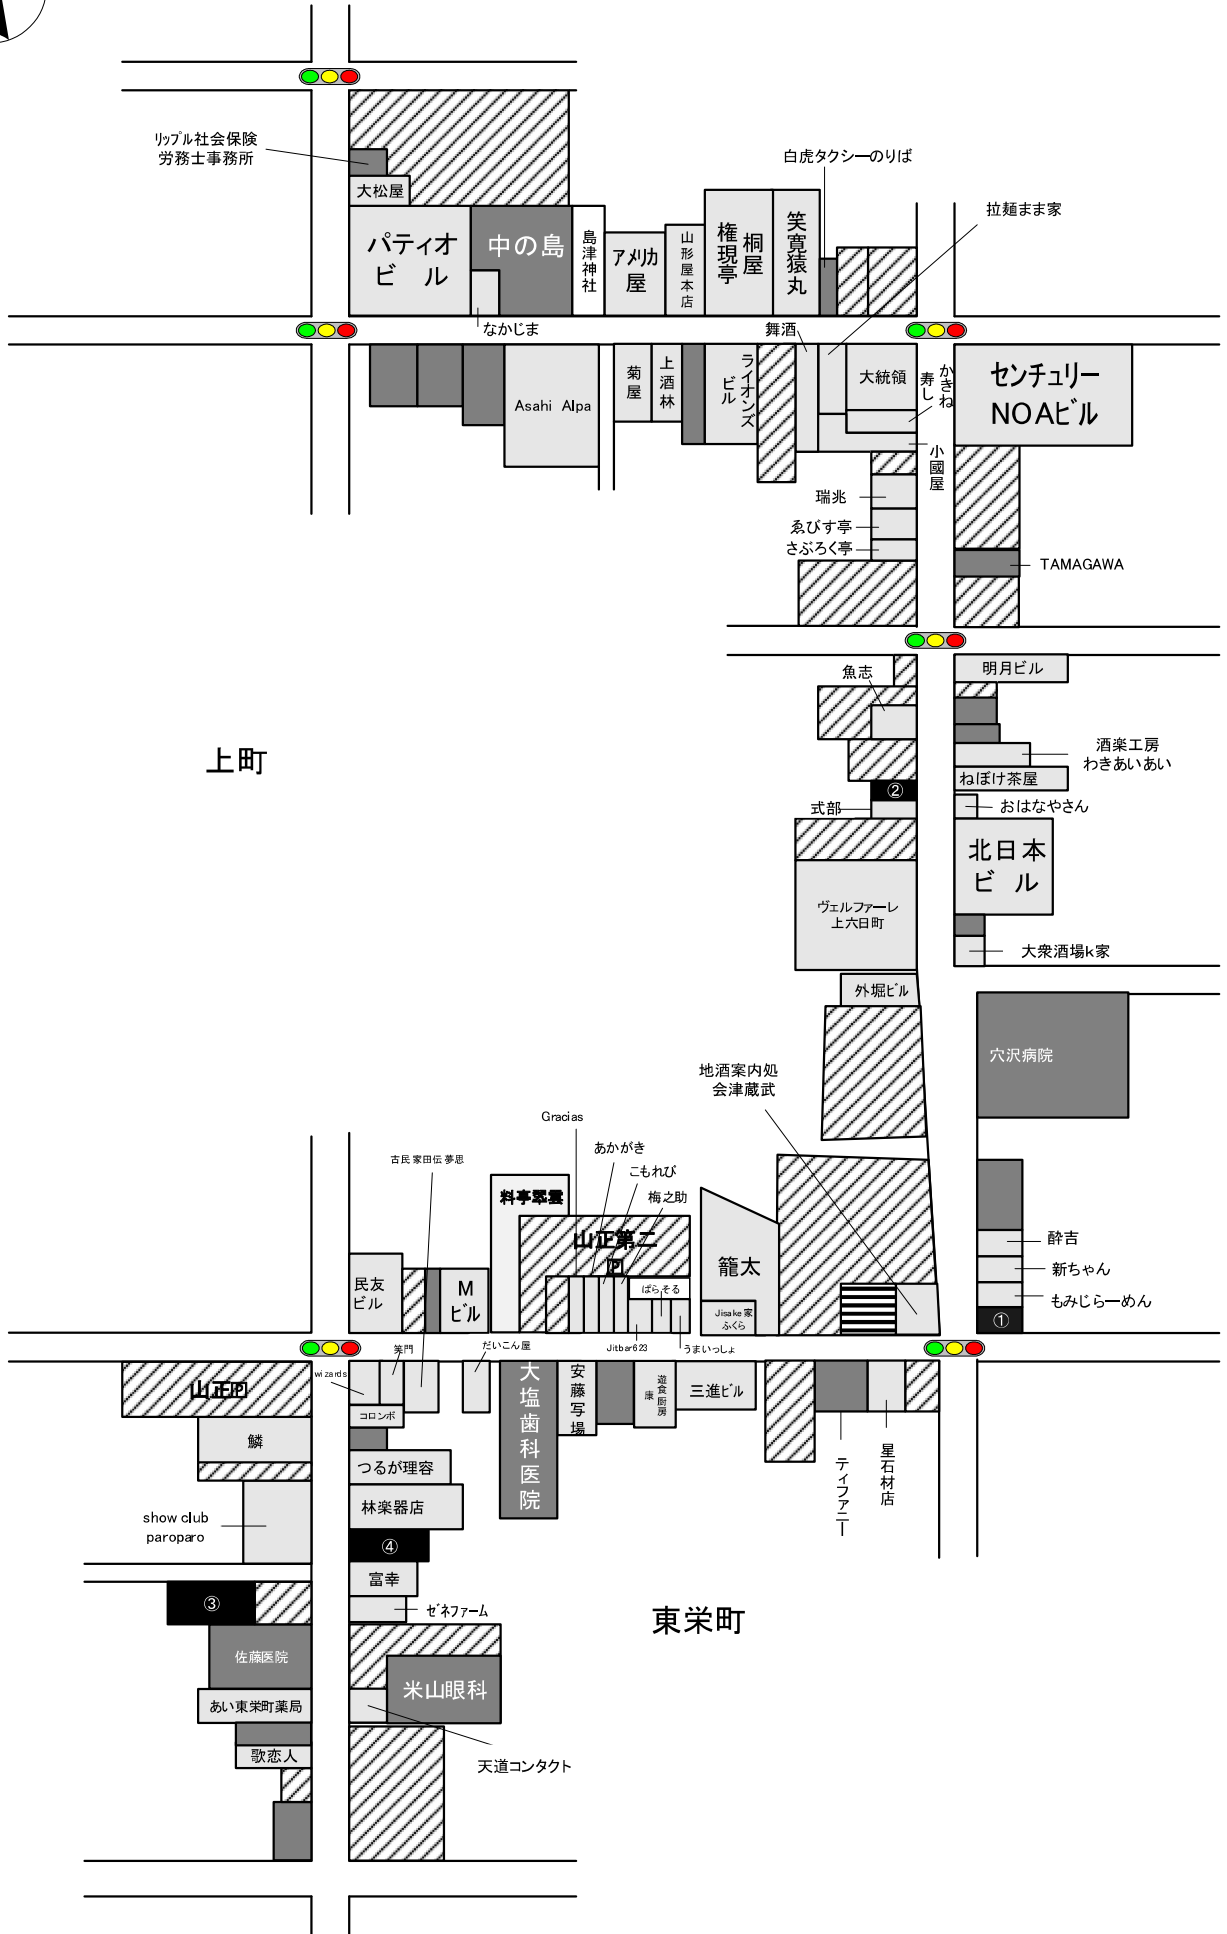 リップル社会保険
労務士事務所
大松屋
パティオ
ビル
中の島
なかじま
島津神社
アメリカ
屋
山形屋本店
権現亭
桐屋
笑寛猿丸
白虎タクシーのりば
拉麺まま家
舞酒
Asahi Alpa
菊屋
上酒林
ライオンズ
ビル
大統領
かきね
寿し
小國屋
センチュリー
NOAビル
瑞兆
ゑびす亭
さぶろく亭
TAMAGAWA
明月ビル
魚志
酒楽工房
わきあいあい
ねぼけ茶屋
②
式部
おはなやさん
上町
北日本
ビル
ヴェルファーレ
上六日町
大衆酒場k家
外堀ビル
穴沢病院
地酒案内処
会津蔵武
Gracias
あかがき
こもれび
梅之助
古民家田伝夢思
料亭翠雲
山正第二
P
籠太
酔吉
新ちゃん
もみじらーめん
①
民友
ビル
M
ビル
ぱらそる
Jisake家
ふくら
笑門
だいこん屋
Jitbar623
うまいっしょ
山正P
wizards
コロンボ
大塩歯科医院
安藤写場
遊食厨房
康
三進ビル
鱗
つるが理容
ティファニー
星石材店
show club
paroparo
林楽器店
④
富幸
③
ゼネファーム
東栄町
佐藤医院
米山眼科
あい東栄町薬局
歌恋人
天道コンタクト